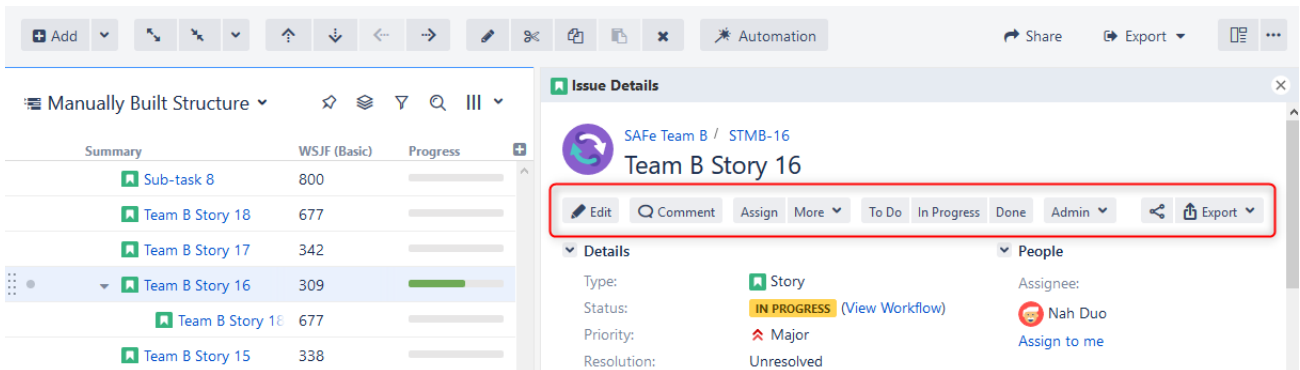 Add
Automation
Share
Export
Manually Built Structure
Summary WSJF (Basic) Progress
Sub-task 8 800
Team B Story 18 677
Team B Story 17 342
Team B Story 16 309
Team B Story 18 677
Team B Story 15 338
Issue Details
SAFe Team B / STMB-16
Team B Story 16
Edit Comment Assign More To Do In Progress Done Admin Export
Details
Type: Story
Status: IN PROGRESS (View Workflow)
Priority: Major
Resolution: Unresolved
People
Assignee:
Nah Duo
Assign to me